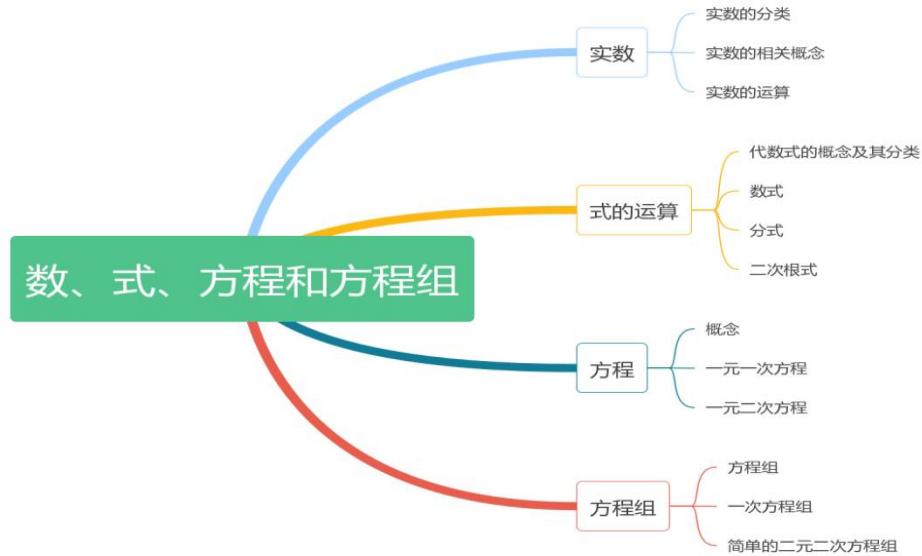 数、式、方程和方程组
实数
实数的分类
实数的相关概念
实数的运算
式的运算
代数式的概念及其分类
数式
分式
二次根式
方程
概念
一元一次方程
一元二次方程
方程组
方程组
一次方程组
简单的二元二次方程组